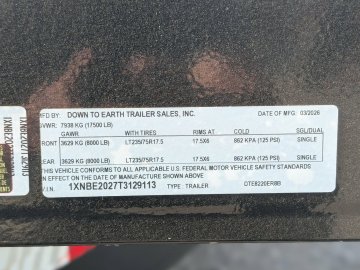 MFD BY: DOWN TO EARTH TRAILER SALES, INC. DATE OF MFG: 03/2026
GVWR: 7938 KG (17500 LB)
GAWR WITH TIRES RIMS AT COLD SGL/DUAL
FRONT 3629 KG (8000 LB) LT235/75R17.5 17.5X6 862 KPA (125 PSI) SINGLE
REAR 3629 KG (8000 LB) LT235/75R17.5 17.5X6 862 KPA (125 PSI) SINGLE
THIS VEHICLE CONFORMS TO ALL APPLICABLE U.S. FEDERAL MOTOR VEHICLE SAFETY STANDARDS
IN EFFECT ON THE DATE OF MANUFACTURE SHOWN ABOVE.
V.I.N. 1XNBE2027T3129113 TYPE: TRAILER DTE8220ER8B